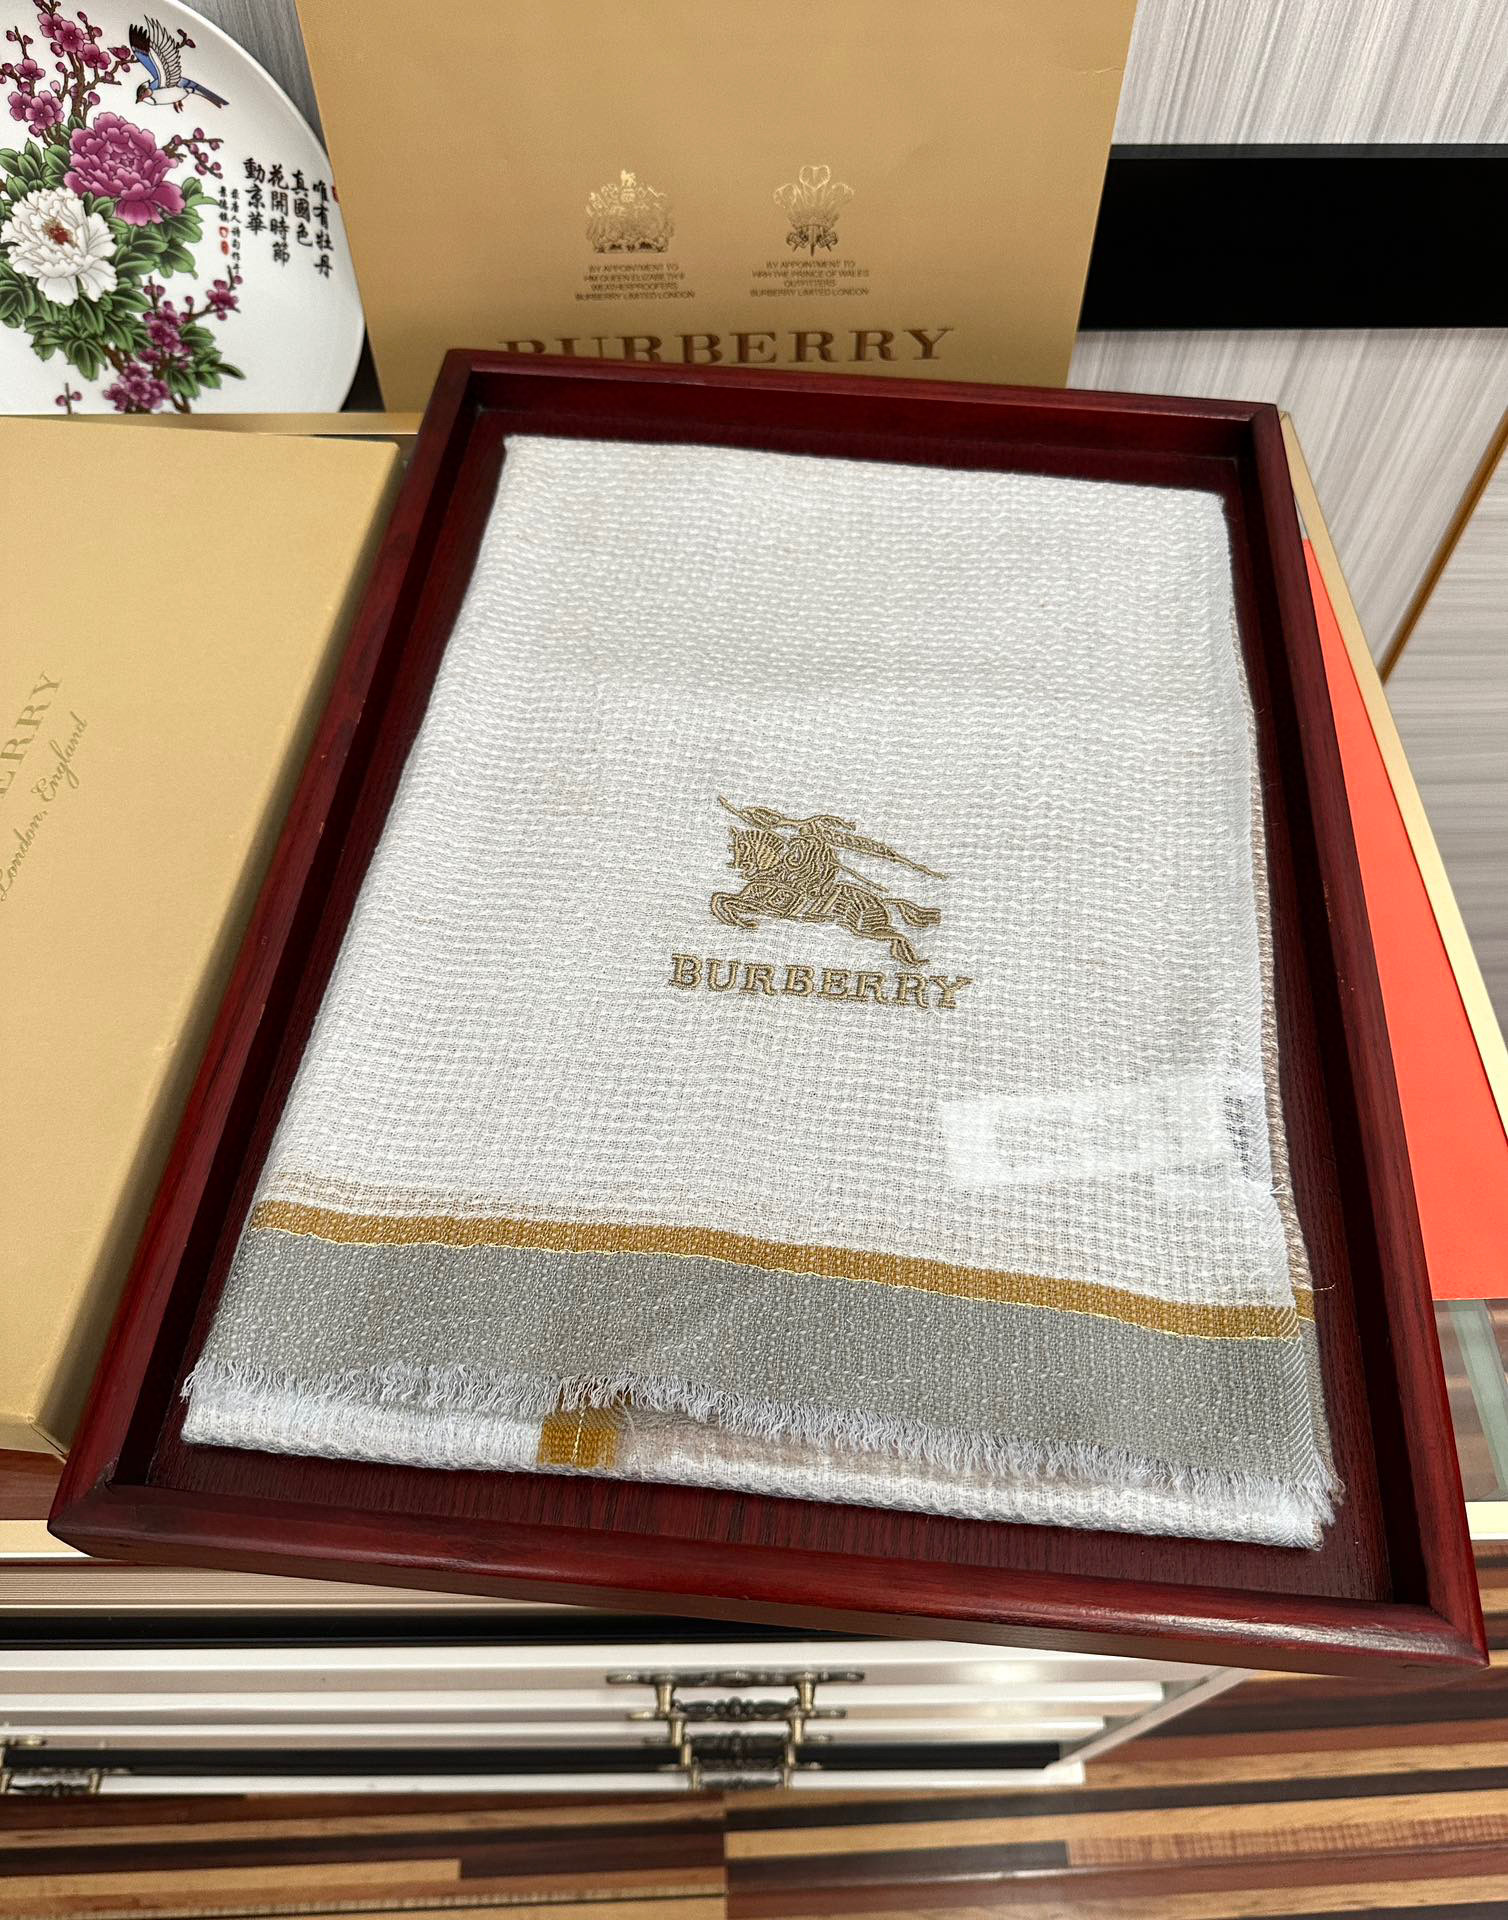 唯有牡丹
真國色
花開時節
動京華
BY APPOINTMENT TO
HM QUEEN ELIZABETH II
WEATHERPROOFERS
BURBERRY LIMITED LONDON
BY APPOINTMENT TO
HRH THE PRINCE OF WALES
OUTFITTERS
BURBERRY LIMITED LONDON
BURBERRY
ERRY
London, England
BURBERRY